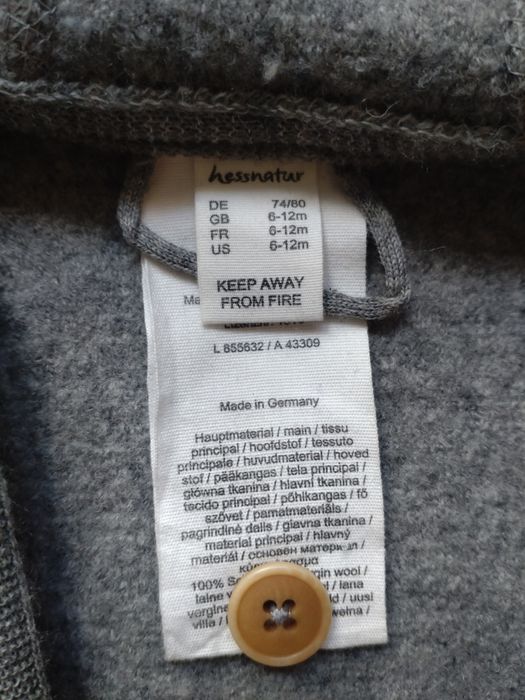 hessnatur
DE 74/80
GB 6-12m
FR 6-12m
US 6-12m
KEEP AWAY
FROM FIRE
L 855632 / A 43309
Made in Germany
Hauptmaterial / main / tissu
principal / hoofdstof / tessuto
principale / huvudmaterial / hoved
stof / pääkangas / tela principal /
główna tkanina / hlavní tkanina /
tecido principal / põhikangas / fő
szövet / pamatmateriāls /
pagrindinė dalis / glavna tkanina /
material principal / hlavný
materiál / основен
100% wool /
laine / lana
vergine / uusi
villa /